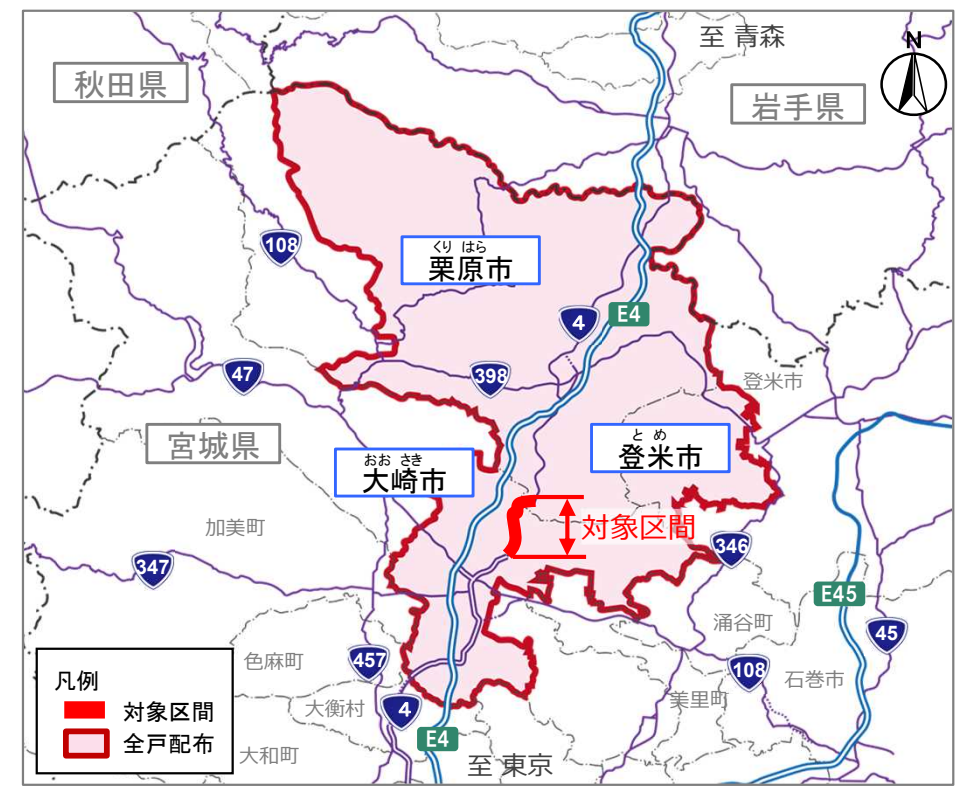 至 青森
N
秋田県
岩手県
108
くり はら
栗原市
4
E4
47
398
登米市
宮城県
と め
登米市
おお さき
大崎市
対象区間
加美町
346
347
E45
涌谷町
45
色麻町
457
108
石巻市
美里町
大衡村
4
E4
大和町
至 東京
凡例
対象区間
全戸配布